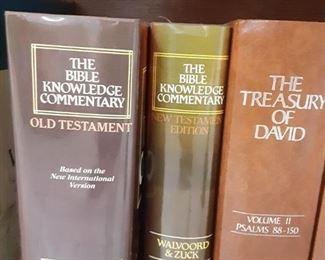 THE
BIBLE
KNOWLEDGE
COMMENTARY
OLD TESTAMENT
Based on the
New International
Version
THE
BIBLE
KNOWLEDGE
COMMENTARY
NEW TESTAMENT
EDITION
WALVOORD
& ZUCK
THE
TREASURY
OF
DAVID
VOLUME II
PSALMS 88-150